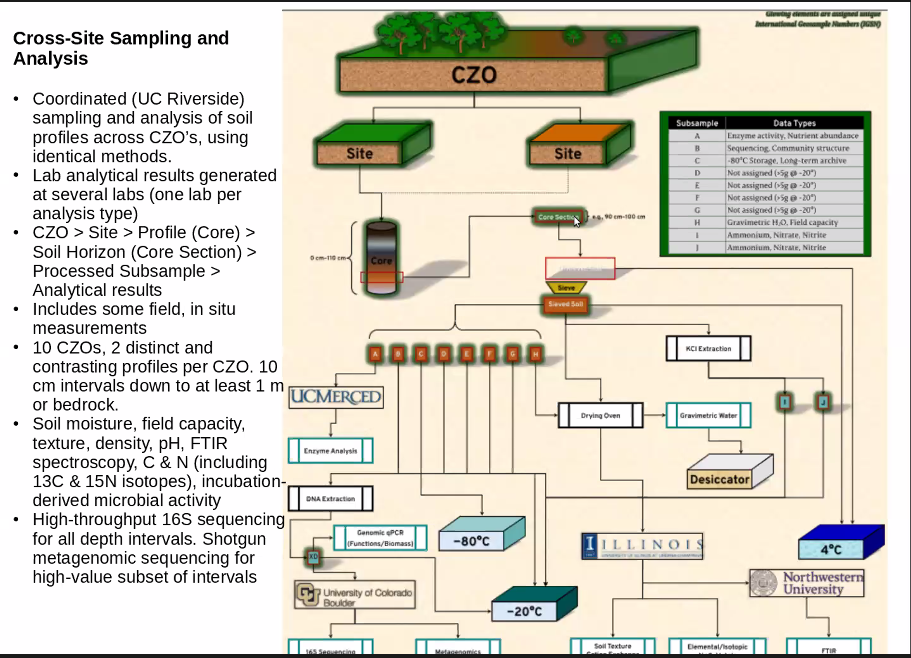 Cross-Site Sampling and
Analysis
• Coordinated (UC Riverside)
sampling and analysis of soil
profiles across CZO's, using
identical methods.
• Lab analytical results generated
at several labs (one lab per
analysis type)
• CZO > Site > Profile (Core) >
Soil Horizon (Core Section) >
Processed Subsample >
Analytical results
• Includes some field, in situ
measurements
• 10 CZOs, 2 distinct and
contrasting profiles per CZO. 10
cm intervals down to at least 1 m
or bedrock.
• Soil moisture, field capacity,
texture, density, pH, FTIR
spectroscopy, C & N (including
13C & 15N isotopes), incubation-
derived microbial activity
• High-throughput 16S sequencing
for all depth intervals. Shotgun
metagenomic sequencing for
high-value subset of intervals
Glowing elements are assigned unique
International Geosample Numbers (IGSN)
CZO
Site
Site
Subsample Data Types
A Enzyme activity, Nutrient abundance
B Sequencing, Community structure
C -80°C Storage, Long-term archive
D Not assigned (>5g @ -20°)
E Not assigned (>5g @ -20°)
F Not assigned (>5g @ -20°)
G Not assigned (>5g @ -20°)
H Gravimetric H₂O, Field capacity
I Ammonium, Nitrate, Nitrite
J Ammonium, Nitrate, Nitrite
Core Section
e.g., 90 cm-100 cm
0 cm-110 cm
Core
Sieve
Sieved Soil
A B C D E F G H
KCl Extraction
UCMERCED
I J
Drying Oven
Gravimetric Water
Enzyme Analysis
Desiccator
DNA Extraction
Genomic qPCR
(Functions/Biomass)
-80°C
XD
ILLINOIS
4°C
University of Colorado
Boulder
-20°C
Northwestern
University
16S Sequencing
Metagenomics
Soil Texture
Elemental/Isotopic
FTIR